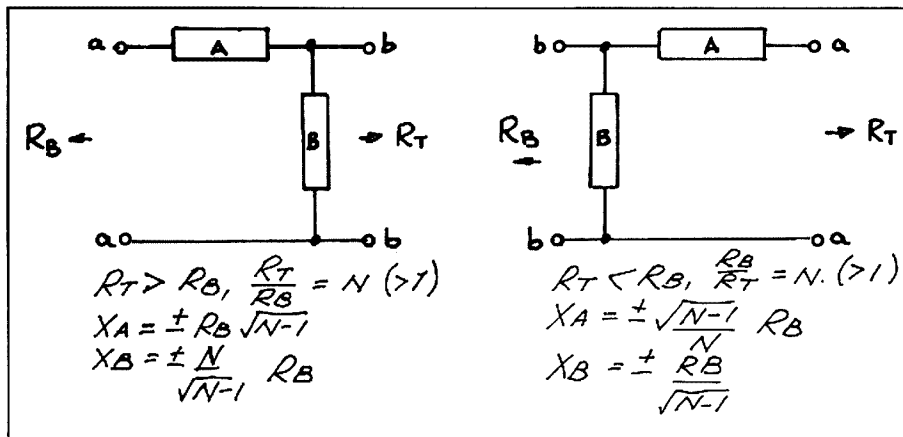 a
A
b
R_B
B
R_T
a
b
R_T > R_B, R_T/R_B = N (>1)
X_A = ± R_B √(N-1)
X_B = ± N/√(N-1) R_B
b
A
a
R_B
B
R_T
b
a
R_T < R_B, R_B/R_T = N. (>1)
X_A = ± √(N-1)/N R_B
X_B = ± R_B/√(N-1)